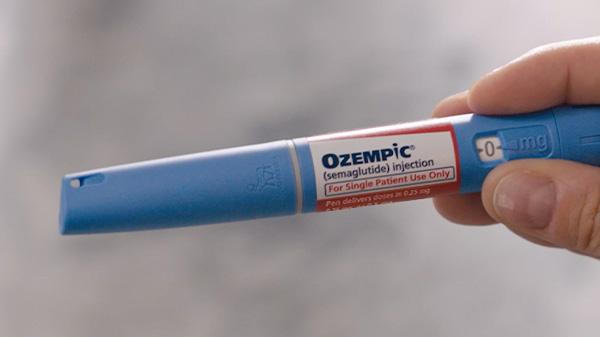 OZEMPIC®
(semaglutide) injection
For Single Patient Use Only
Pen delivers doses in 0.25 mg
0 mg